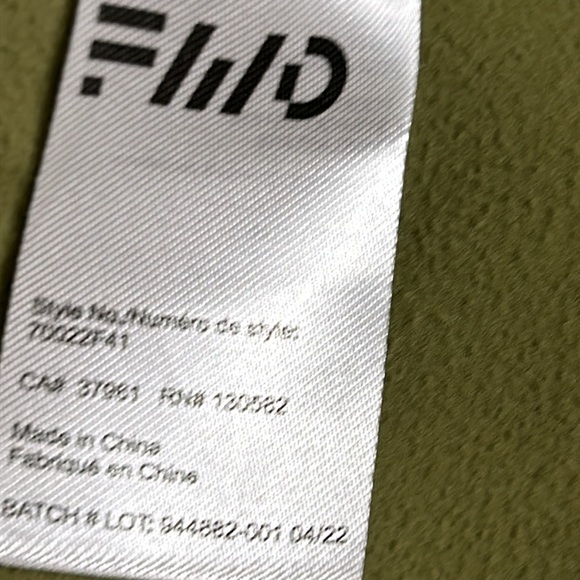 FWD
Style No./Numéro de style:
70022F41
CA# 37961 RN# 130582
Made in China
Fabriqué en Chine
BATCH # LOT: 944882-001 04/22